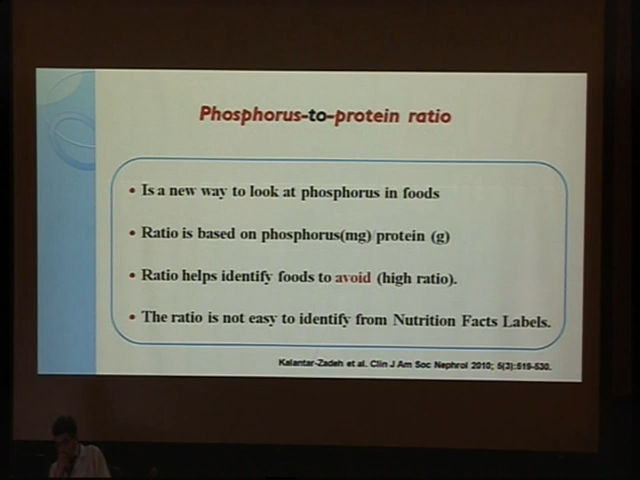 Phosphorus-to-protein ratio
• Is a new way to look at phosphorus in foods
• Ratio is based on phosphorus(mg) protein (g)
• Ratio helps identify foods to avoid (high ratio).
• The ratio is not easy to identify from Nutrition Facts Labels.
Kalantar-Zadeh et al. Clin J Am Soc Nephrol 2010; 5(3):519-530.